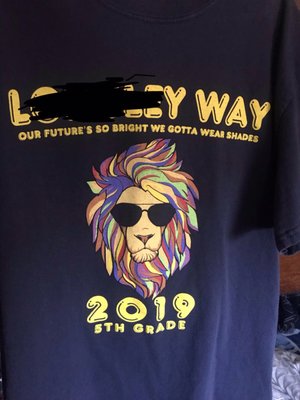 WAY
OUR FUTURE'S SO BRIGHT WE GOTTA WEAR SHADES
2019
5TH GRADE